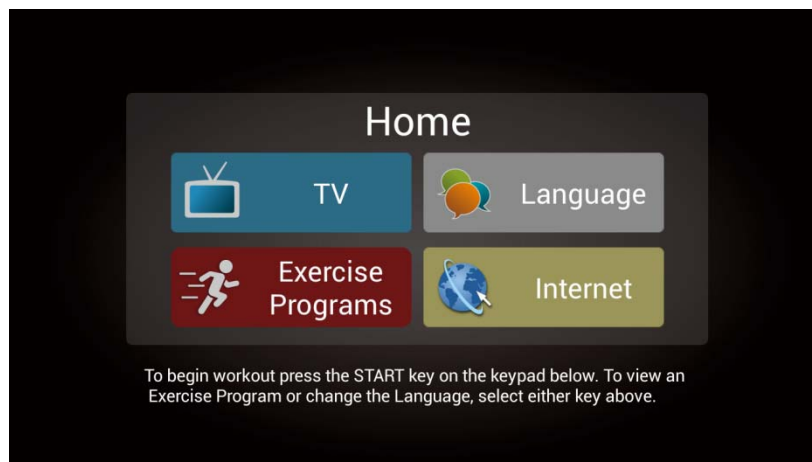 Home
TV
Language
Exercise
Programs
Internet
To begin workout press the START key on the keypad below. To view an
Exercise Program or change the Language, select either key above.